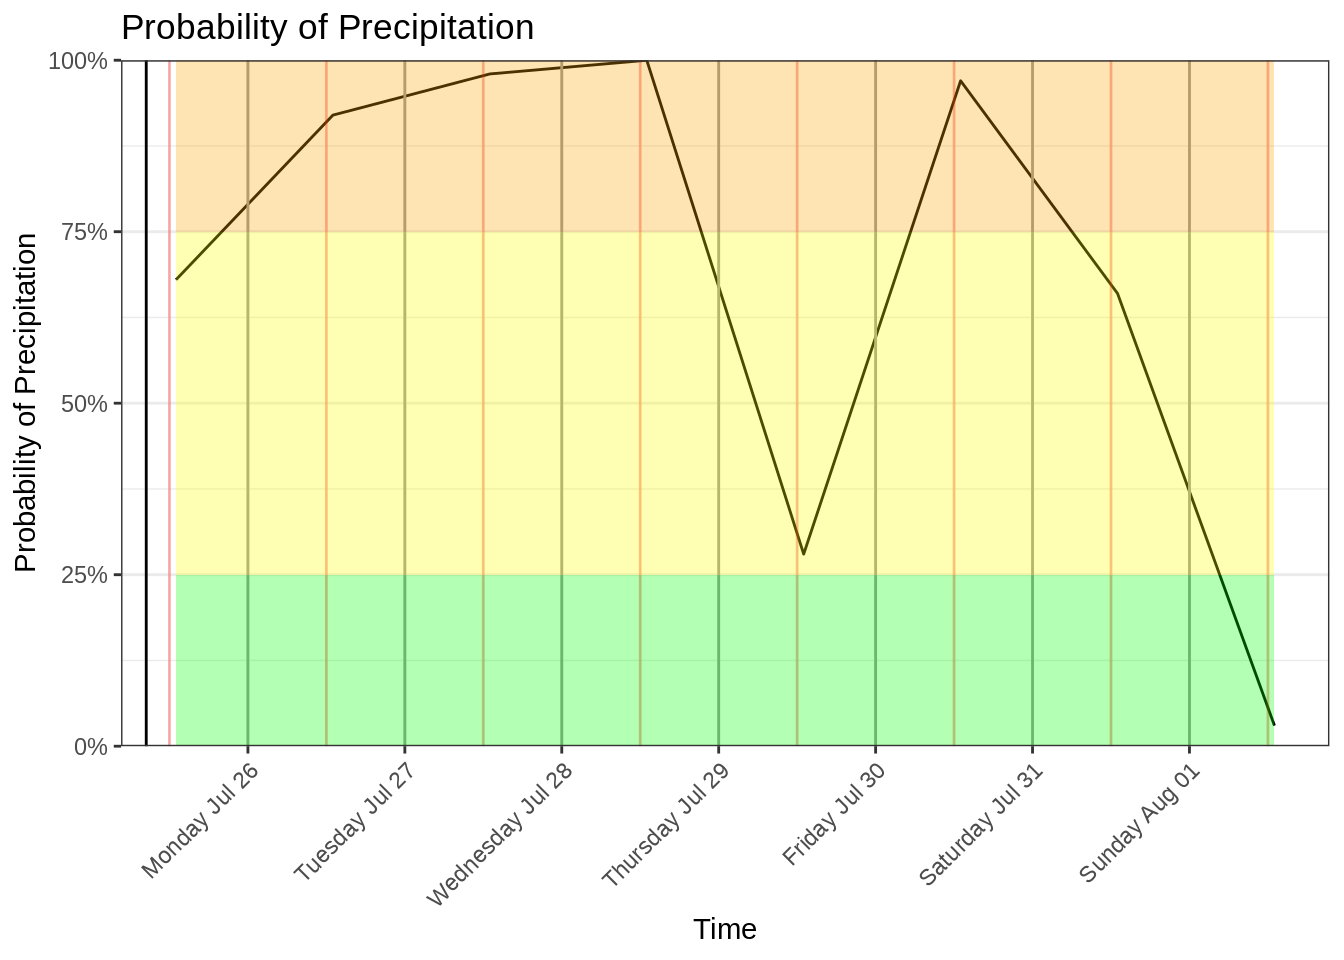 Probability of Precipitation
Probability of Precipitation
100%
75%
50%
25%
0%
Monday Jul 26
Tuesday Jul 27
Wednesday Jul 28
Thursday Jul 29
Friday Jul 30
Saturday Jul 31
Sunday Aug 01
Time